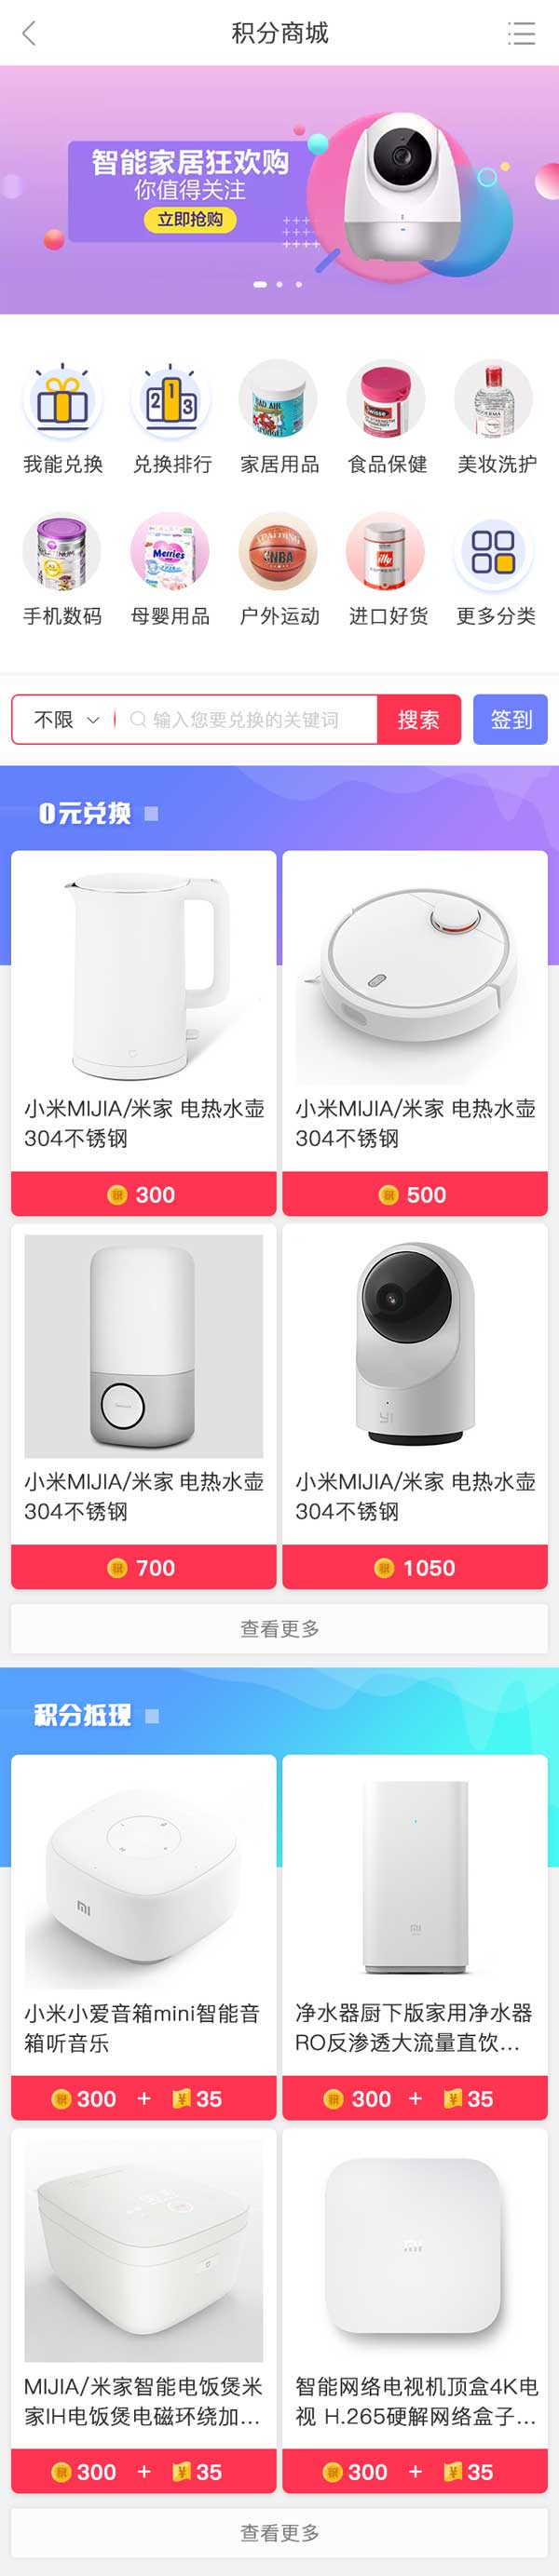 积分商城
智能家居狂欢购
你值得关注
立即抢购
我能兑换
兑换排行
家居用品
食品保健
美妆洗护
手机数码
母婴用品
户外运动
进口好货
更多分类
不限
输入您要兑换的关键词
搜索
签到
0元兑换
小米MIJIA/米家 电热水壶
304不锈钢
300
小米MIJIA/米家 电热水壶
304不锈钢
500
小米MIJIA/米家 电热水壶
304不锈钢
700
小米MIJIA/米家 电热水壶
304不锈钢
1050
查看更多
积分抵现
小米小爱音箱mini智能音
箱听音乐
300 + ¥ 35
净水器厨下版家用净水器
RO反渗透大流量直饮...
300 + ¥ 35
MIJIA/米家智能电饭煲米
家IH电饭煲电磁环绕加...
300 + ¥ 35
智能网络电视机顶盒4K电
视 H.265硬解网络盒子...
300 + ¥ 35
查看更多